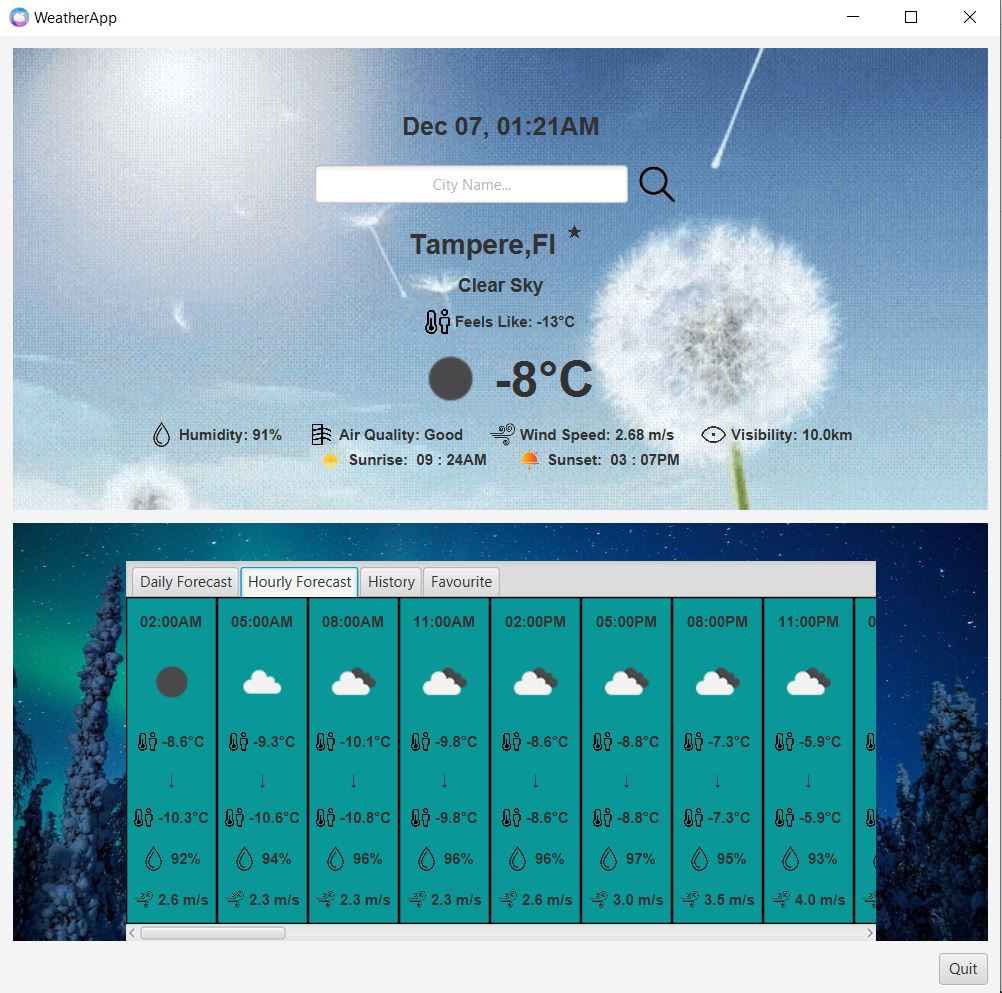 WeatherApp
Dec 07, 01:21AM
City Name...
Tampere,FI
Clear Sky
Feels Like: -13°C
-8°C
Humidity: 91% Air Quality: Good Wind Speed: 2.68 m/s Visibility: 10.0km
Sunrise: 09 : 24AM Sunset: 03 : 07PM
Daily Forecast Hourly Forecast History Favourite
02:00AM 05:00AM 08:00AM 11:00AM 02:00PM 05:00PM 08:00PM 11:00PM 0
-8.6°C -9.3°C -10.1°C -9.8°C -8.6°C -8.8°C -7.3°C -5.9°C
↓ ↓ ↓ ↓ ↓ ↓ ↓ ↓
-10.3°C -10.6°C -10.8°C -9.8°C -8.6°C -8.8°C -7.3°C -5.9°C
92% 94% 96% 96% 96% 97% 95% 93%
2.6 m/s 2.3 m/s 2.3 m/s 2.3 m/s 2.6 m/s 3.0 m/s 3.5 m/s 4.0 m/s
Quit